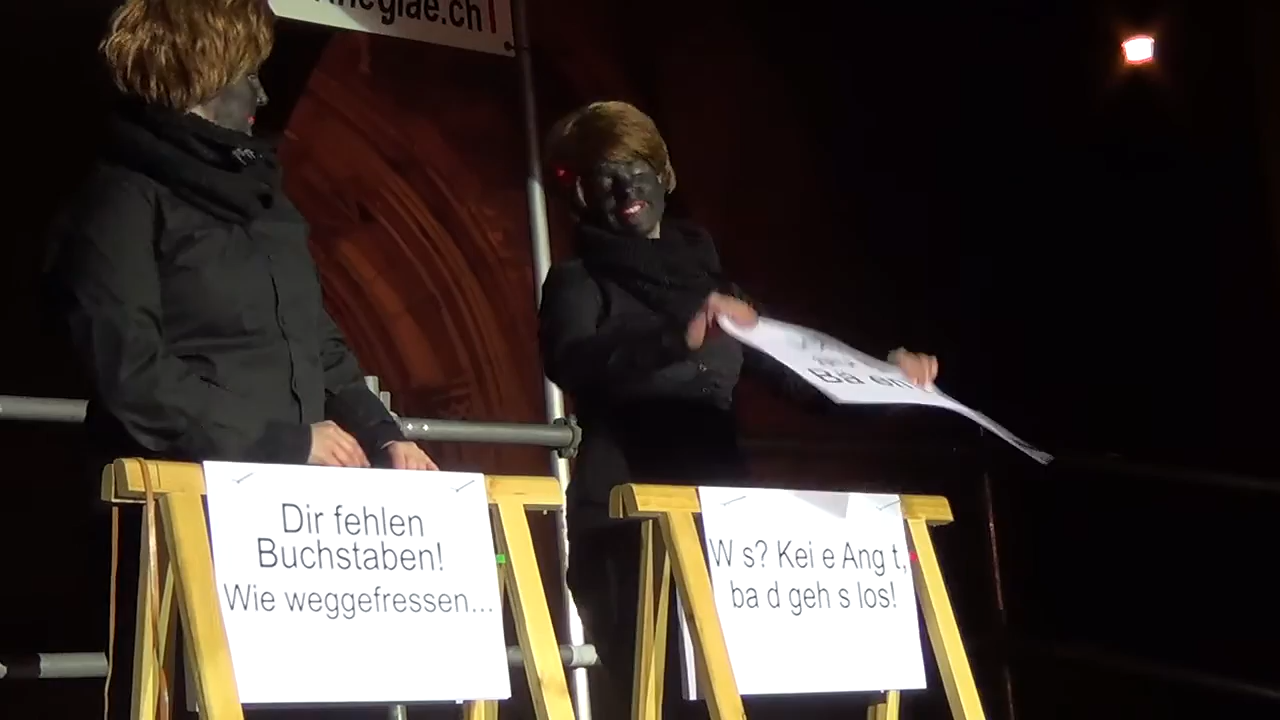 Dir fehlen
Buchstaben!
Wie weggefressen...
W s? Kei e Ang t,
ba d geh s los!